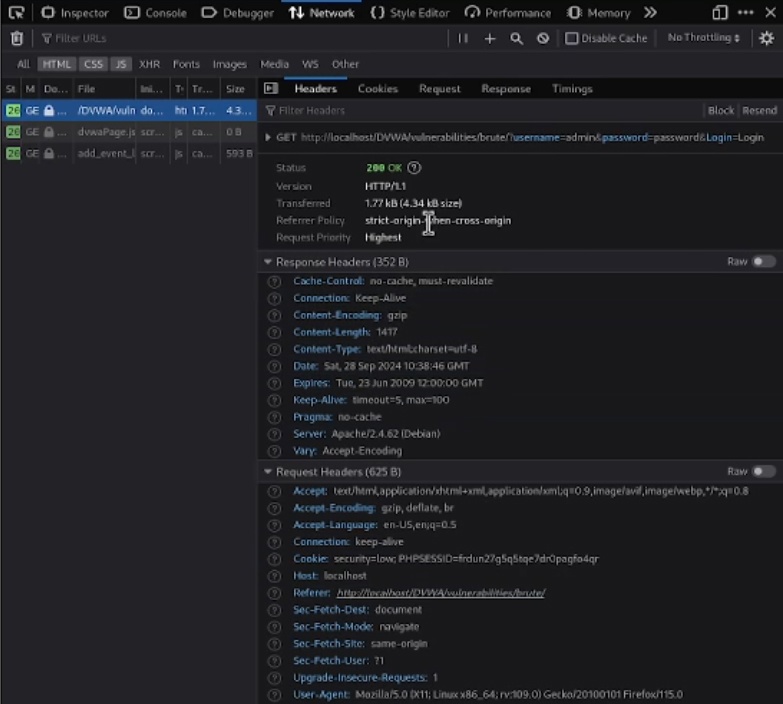 Inspector Console Debugger Network Style Editor Performance Memory
Filter URLs Disable Cache No Throttling
All HTML CSS JS XHR Fonts Images Media WS Other
St M Do... File Ini... T Tr... Size Headers Cookies Request Response Timings
GE ... /DVWA/vuln do... htı 1.7... 4.3... Filter Headers Block Resend
GE ... dvwaPage.js scr... js ca... 0 B GET http://localhost/DVWA/vulnerabilities/brute/?username=admin&password=password&Login=Login
GE ... add_event_l scr... js ca... 593 B
Status 200 OK
Version HTTP/1.1
Transferred 1.77 kB (4.34 kB size)
Referrer Policy strict-origin-when-cross-origin
Request Priority Highest
Response Headers (352 B) Raw
Cache-Control: no-cache, must-revalidate
Connection: Keep-Alive
Content-Encoding: gzip
Content-Length: 1417
Content-Type: text/html;charset=utf-8
Date: Sat, 28 Sep 2024 10:38:46 GMT
Expires: Tue, 23 Jun 2009 12:00:00 GMT
Keep-Alive: timeout=5, max=100
Pragma: no-cache
Server: Apache/2.4.62 (Debian)
Vary: Accept-Encoding
Request Headers (625 B) Raw
Accept: text/html,application/xhtml+xml,application/xml;q=0.9,image/avif,image/webp,*/*;q=0.8
Accept-Encoding: gzip, deflate, br
Accept-Language: en-US,en;q=0.5
Connection: keep-alive
Cookie: security=low; PHPSESSID=frdun27g5q5tqe7dr0pagfo4qr
Host: localhost
Referer: http://localhost/DVWA/vulnerabilities/brute/
Sec-Fetch-Dest: document
Sec-Fetch-Mode: navigate
Sec-Fetch-Site: same-origin
Sec-Fetch-User: ?1
Upgrade-Insecure-Requests: 1
User-Agent: Mozilla/5.0 (X11; Linux x86_64; rv:109.0) Gecko/20100101 Firefox/115.0